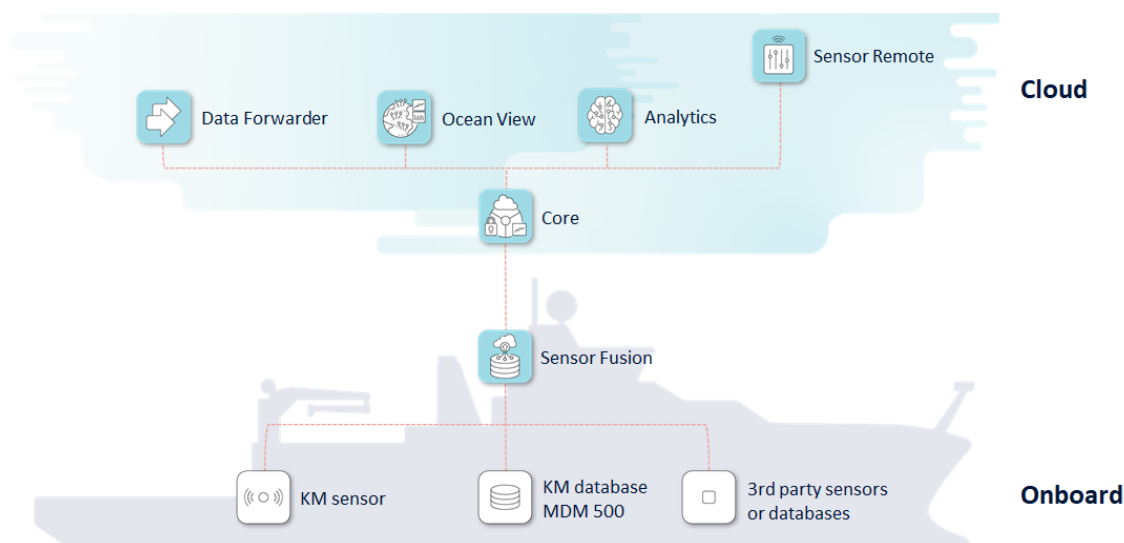 Sensor Remote
Cloud
Data Forwarder
Ocean View
Analytics
Core
Sensor Fusion
KM sensor
KM database
MDM 500
3rd party sensors
or databases
Onboard